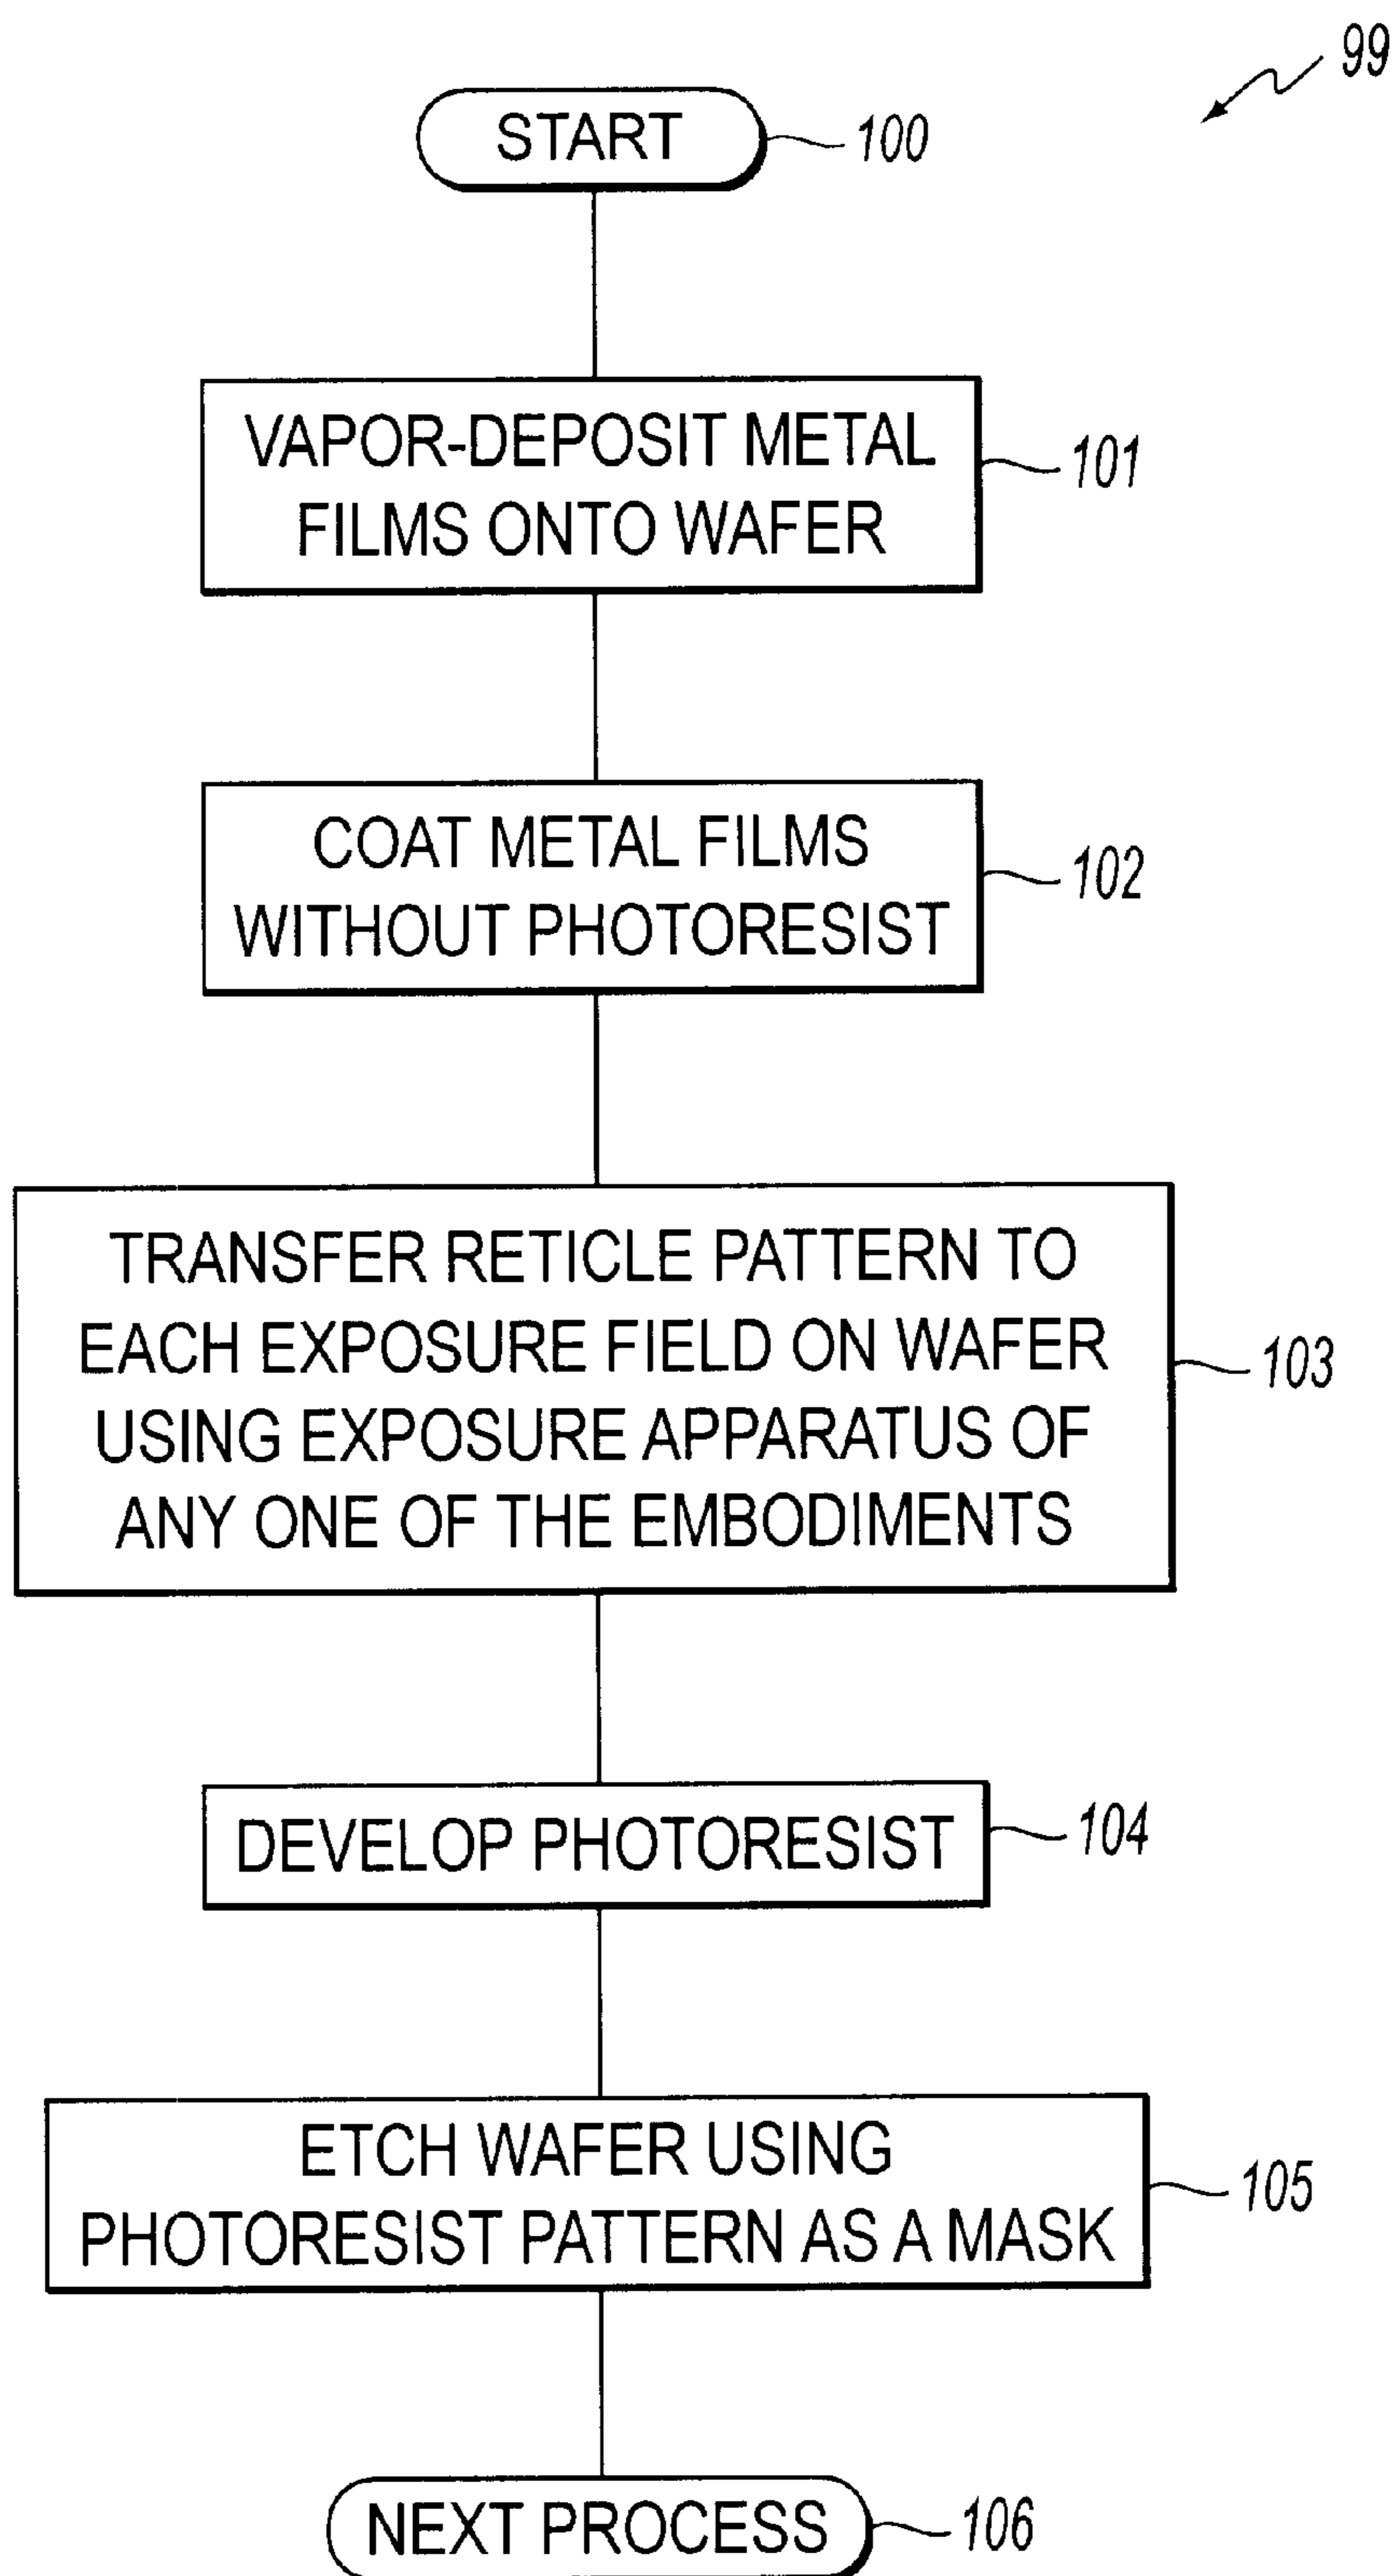 99
START
100
VAPOR-DEPOSIT METAL
FILMS ONTO WAFER
101
COAT METAL FILMS
WITHOUT PHOTORESIST
102
TRANSFER RETICLE PATTERN TO
EACH EXPOSURE FIELD ON WAFER
USING EXPOSURE APPARATUS OF
ANY ONE OF THE EMBODIMENTS
103
DEVELOP PHOTORESIST
104
ETCH WAFER USING
PHOTORESIST PATTERN AS A MASK
105
NEXT PROCESS
106